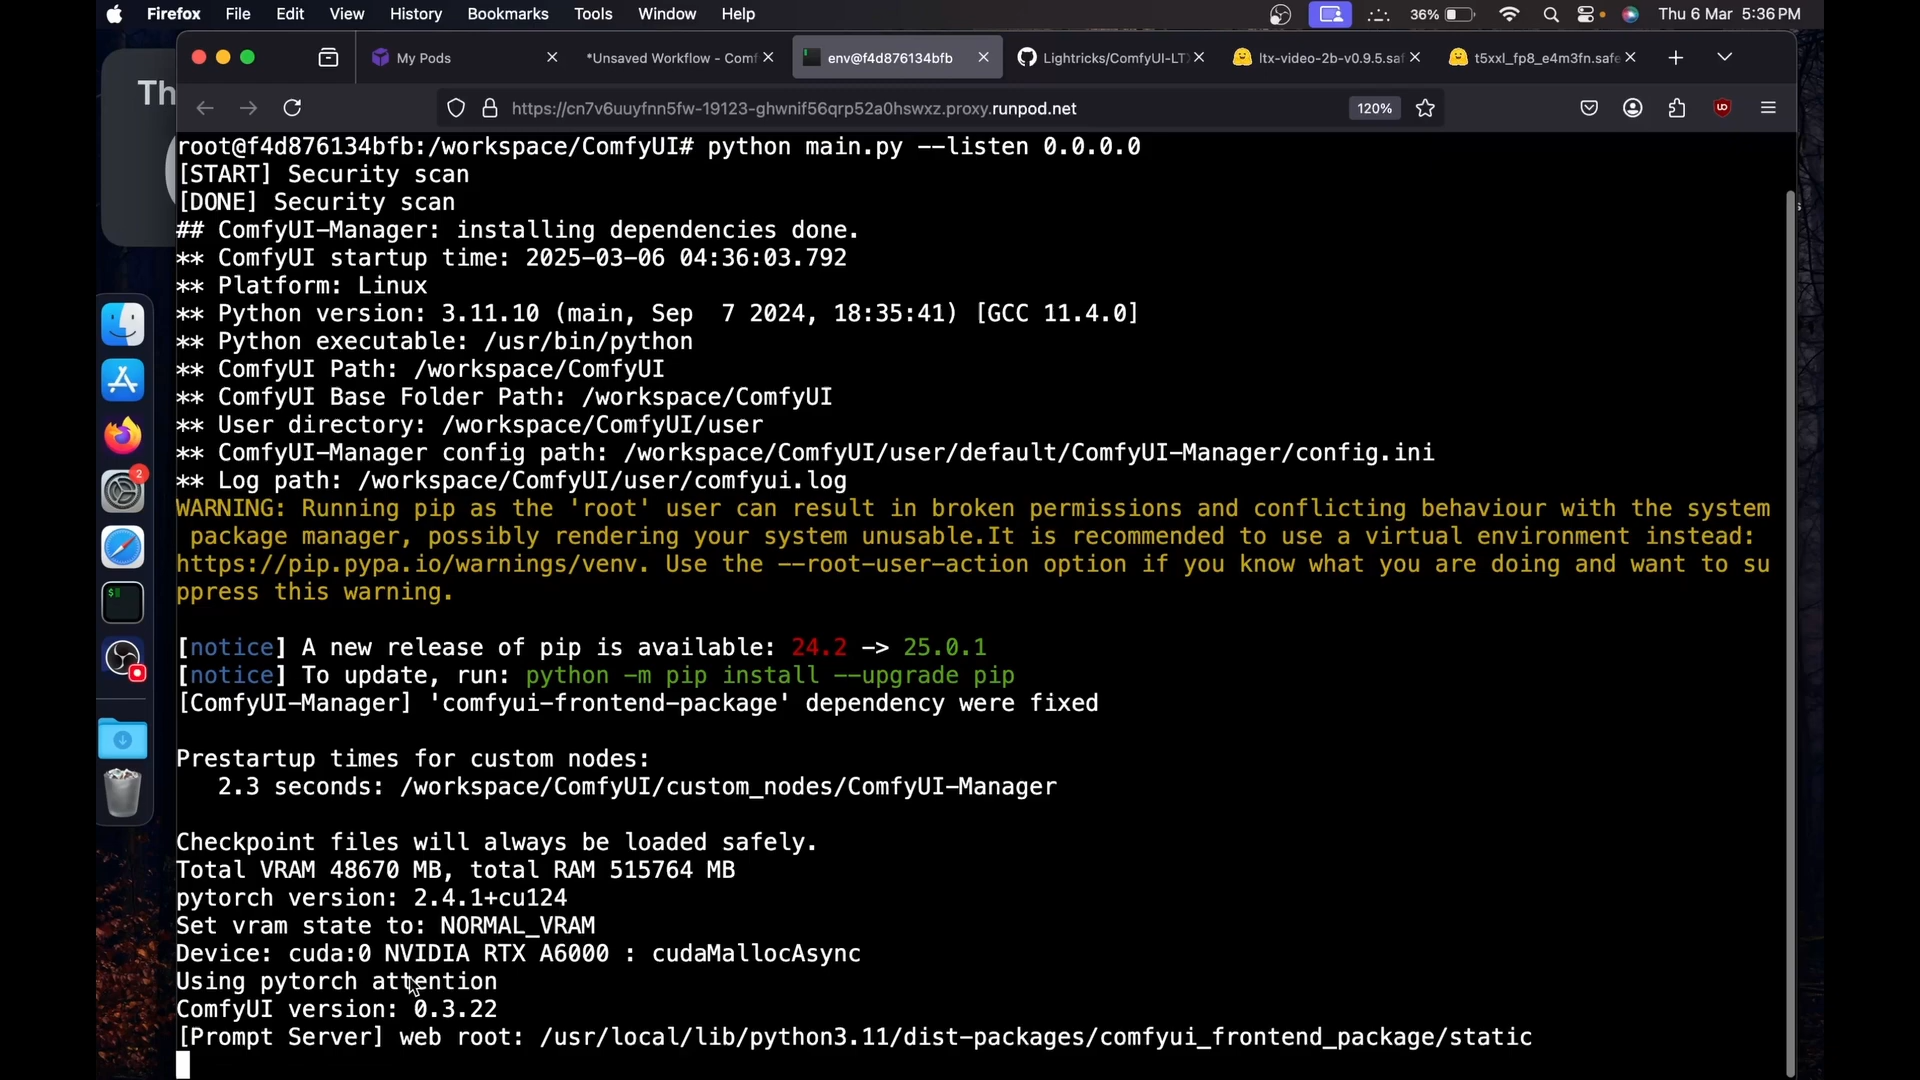 Firefox File Edit View History Bookmarks Tools Window Help 36% Thu 6 Mar 5:36 PM
My Pods *Unsaved Workflow - Comf env@f4d876134bfb Lightricks/ComfyUI-LT ltx-video-2b-v0.9.5.saf t5xxl_fp8_e4m3fn.safe
https://cn7v6uuyfnn5fw-19123-ghwnif56qrp52a0hswxz.proxy.runpod.net 120%
Th
2
root@f4d876134bfb:/workspace/ComfyUI# python main.py --listen 0.0.0.0
[START] Security scan
[DONE] Security scan
## ComfyUI-Manager: installing dependencies done.
** ComfyUI startup time: 2025-03-06 04:36:03.792
** Platform: Linux
** Python version: 3.11.10 (main, Sep  7 2024, 18:35:41) [GCC 11.4.0]
** Python executable: /usr/bin/python
** ComfyUI Path: /workspace/ComfyUI
** ComfyUI Base Folder Path: /workspace/ComfyUI
** User directory: /workspace/ComfyUI/user
** ComfyUI-Manager config path: /workspace/ComfyUI/user/default/ComfyUI-Manager/config.ini
** Log path: /workspace/ComfyUI/user/comfyui.log
WARNING: Running pip as the 'root' user can result in broken permissions and conflicting behaviour with the system
package manager, possibly rendering your system unusable.It is recommended to use a virtual environment instead:
https://pip.pypa.io/warnings/venv. Use the --root-user-action option if you know what you are doing and want to su
ppress this warning.
[notice] A new release of pip is available: 24.2 -> 25.0.1
[notice] To update, run: python -m pip install --upgrade pip
[ComfyUI-Manager] 'comfyui-frontend-package' dependency were fixed
Prestartup times for custom nodes:
2.3 seconds: /workspace/ComfyUI/custom_nodes/ComfyUI-Manager
Checkpoint files will always be loaded safely.
Total VRAM 48670 MB, total RAM 515764 MB
pytorch version: 2.4.1+cu124
Set vram state to: NORMAL_VRAM
Device: cuda:0 NVIDIA RTX A6000 : cudaMallocAsync
Using pytorch attention
ComfyUI version: 0.3.22
[Prompt Server] web root: /usr/local/lib/python3.11/dist-packages/comfyui_frontend_package/static